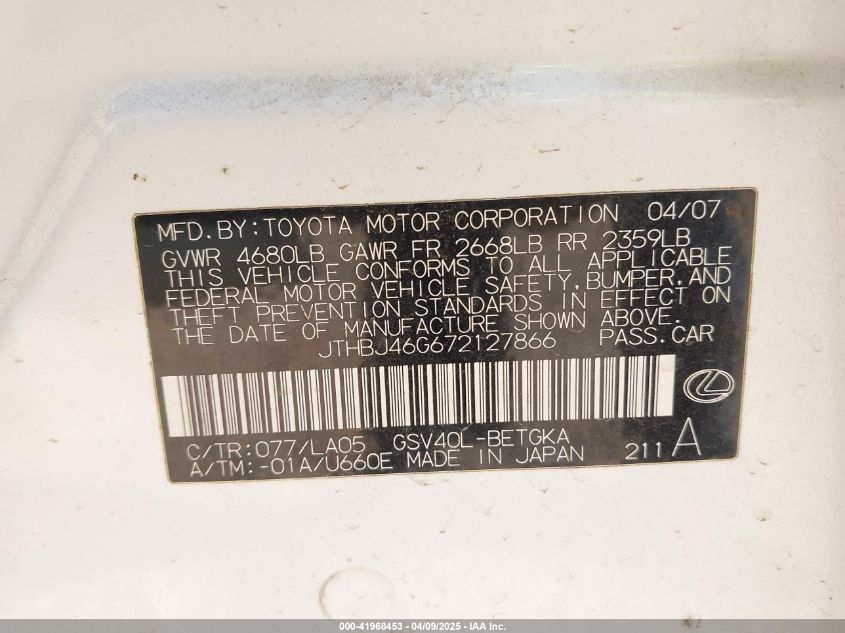 MFD.BY:TOYOTA MOTOR CORPORATION 04/07
GVWR 4680LB GAWR FR 2668LB RR 2359LB
THIS VEHICLE CONFORMS TO ALL APPLICABLE
FEDERAL MOTOR VEHICLE SAFETY,BUMPER,AND
THEFT PREVENTION STANDARDS IN EFFECT ON
THE DATE OF MANUFACTURE SHOWN ABOVE.
JTHBJ46G672127866 PASS.CAR
C/TR:077/LA05 GSV40L-BETGKA
A/TM:-01A/U660E MADE IN JAPAN 211 A
000-41968453 - 04/09/2025 - IAA Inc.